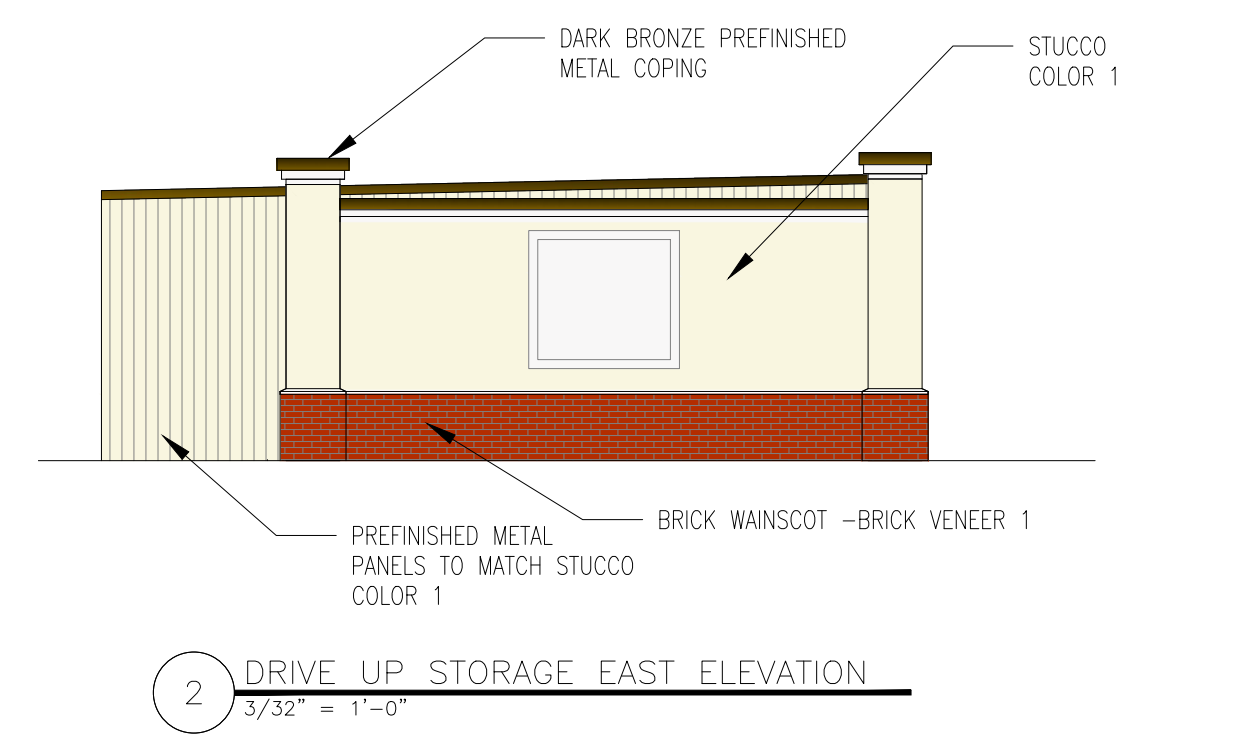 DARK BRONZE PREFINISHED
METAL COPING
STUCCO
COLOR 1
BRICK WAINSCOT -BRICK VENEER 1
PREFINISHED METAL
PANELS TO MATCH STUCCO
COLOR 1
2
DRIVE UP STORAGE EAST ELEVATION
3/32" = 1'-0"